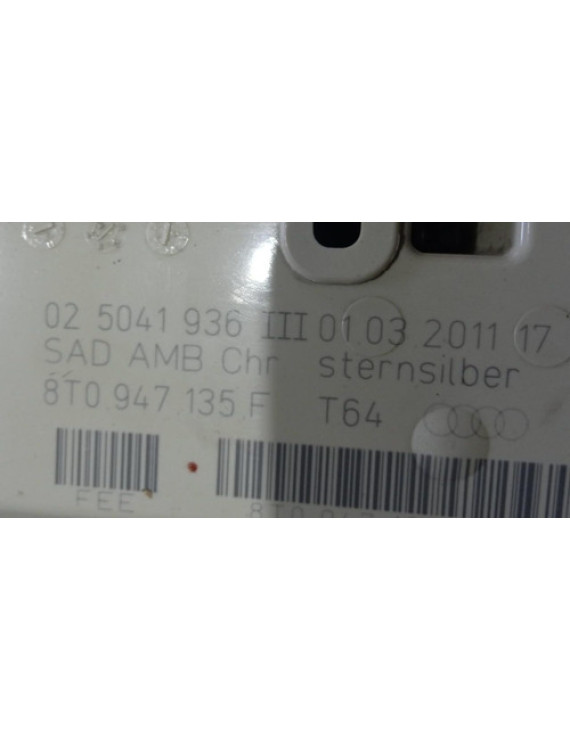 02 5041 936 III 01 03 2011 17
SAD AMB Chr sternsilber
8T0 947 135 F T64
FEE